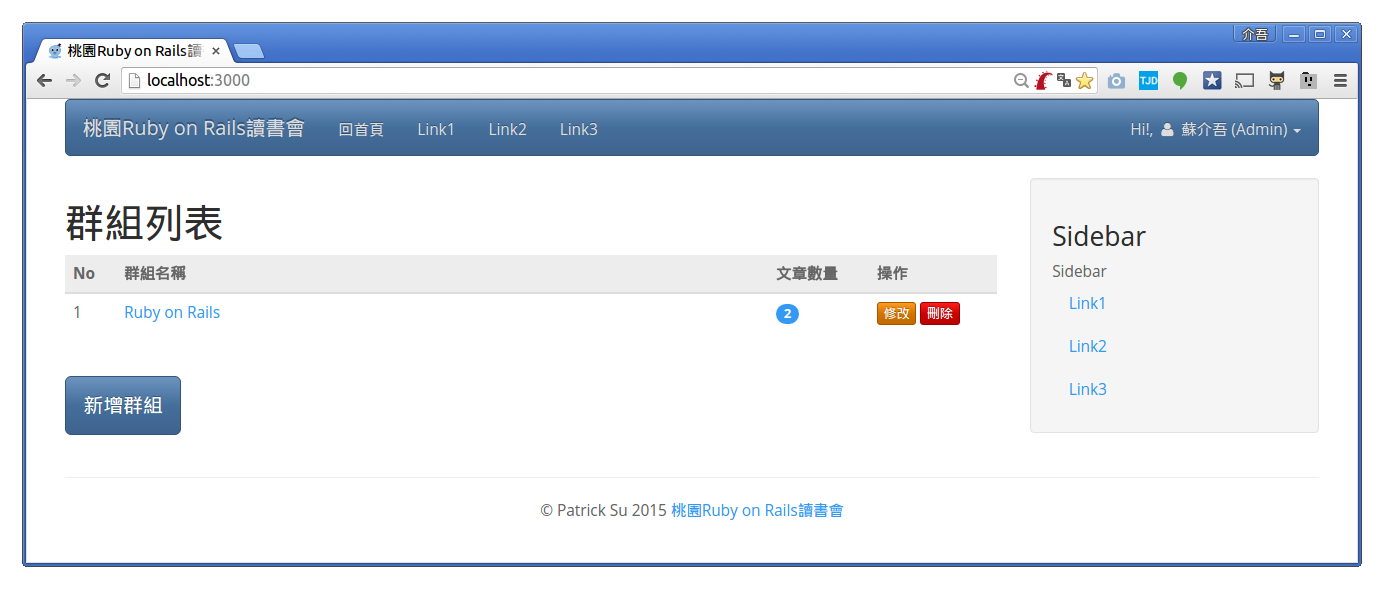 介吾
桃園Ruby on Rails讀
localhost:3000
TJD
桃園Ruby on Rails讀書會 回首頁 Link1 Link2 Link3 Hi!, 蘇介吾 (Admin)
群組列表
No 群組名稱 文章數量 操作
1 Ruby on Rails 2 修改 刪除
新增群組
Sidebar
Sidebar
Link1
Link2
Link3
© Patrick Su 2015 桃園Ruby on Rails讀書會